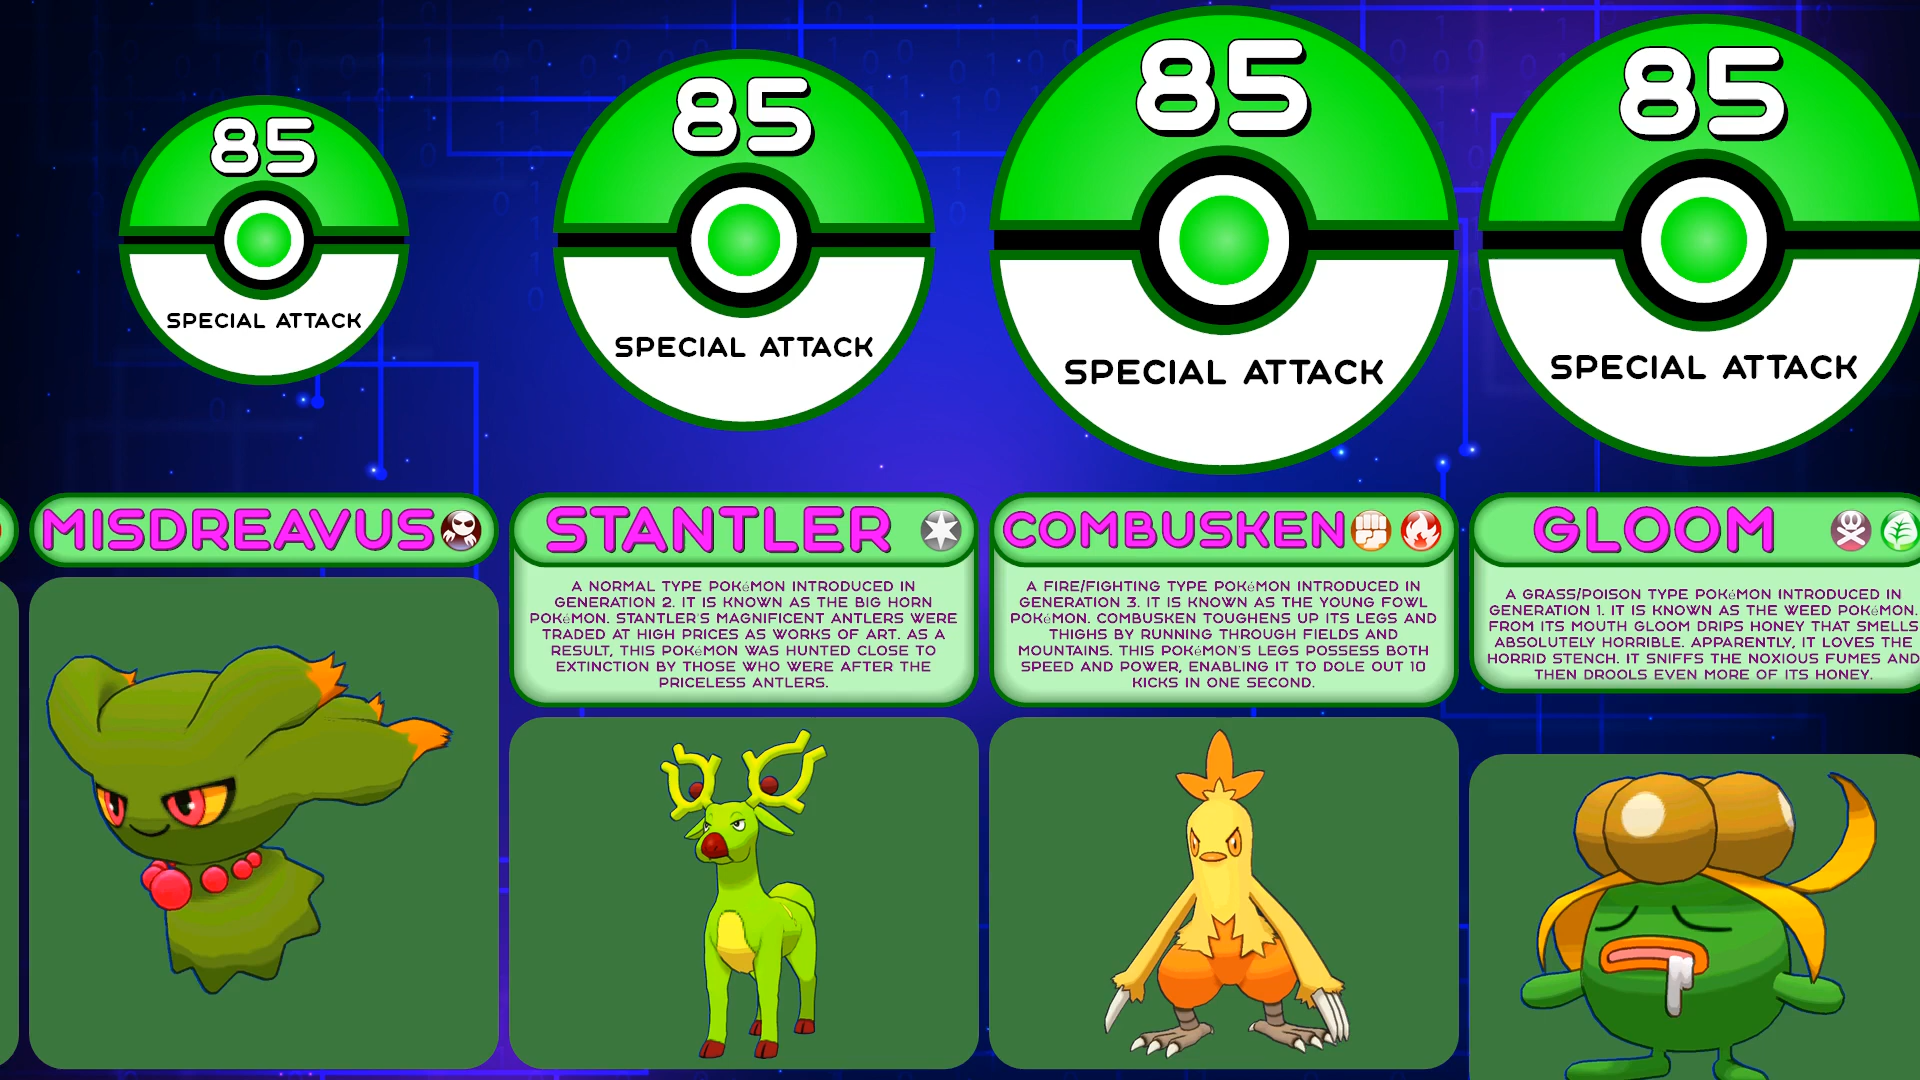 85
SPECIAL ATTACK
MISDREAVUS
85
SPECIAL ATTACK
STANTLER
A NORMAL TYPE POKéMON INTRODUCED IN
GENERATION 2. IT IS KNOWN AS THE BIG HORN
POKéMON. STANTLER'S MAGNIFICENT ANTLERS WERE
TRADED AT HIGH PRICES AS WORKS OF ART. AS A
RESULT, THIS POKéMON WAS HUNTED CLOSE TO
EXTINCTION BY THOSE WHO WERE AFTER THE
PRICELESS ANTLERS.
85
SPECIAL ATTACK
COMBUSKEN
A FIRE/FIGHTING TYPE POKéMON INTRODUCED IN
GENERATION 3. IT IS KNOWN AS THE YOUNG FOWL
POKéMON. COMBUSKEN TOUGHENS UP ITS LEGS AND
THIGHS BY RUNNING THROUGH FIELDS AND
MOUNTAINS. THIS POKéMON'S LEGS POSSESS BOTH
SPEED AND POWER, ENABLING IT TO DOLE OUT 10
KICKS IN ONE SECOND.
85
SPECIAL ATTACK
GLOOM
A GRASS/POISON TYPE POKéMON INTRODUCED IN
GENERATION 1. IT IS KNOWN AS THE WEED POKéMON.
FROM ITS MOUTH GLOOM DRIPS HONEY THAT SMELLS
ABSOLUTELY HORRIBLE. APPARENTLY, IT LOVES THE
HORRID STENCH. IT SNIFFS THE NOXIOUS FUMES AND
THEN DROOLS EVEN MORE OF ITS HONEY.